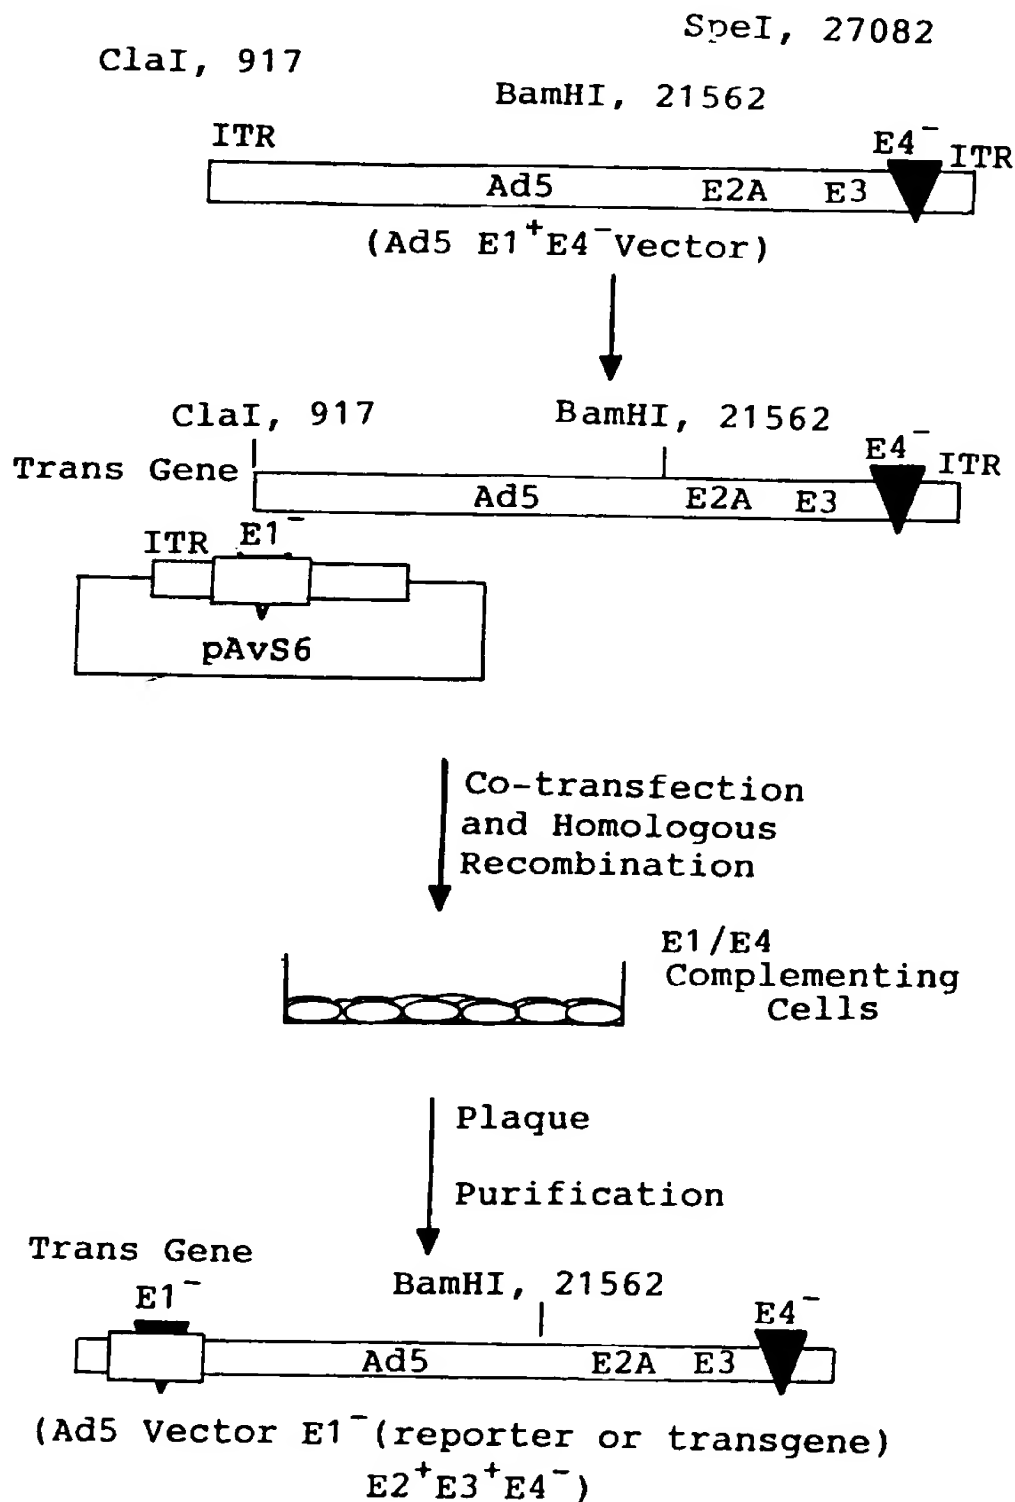 SpeI, 27082
ClaI, 917
BamHI, 21562
ITR
E4⁻
ITR
Ad5 E2A E3
(Ad5 E1⁺E4⁻Vector)
ClaI, 917
BamHI, 21562
E4⁻
Trans Gene
ITR
Ad5 E2A E3
E1⁻
ITR
pAvS6
Co-transfection
and Homologous
Recombination
E1/E4
Complementing
Cells
Plaque
Purification
Trans Gene
BamHI, 21562
E1⁻
E4⁻
Ad5 E2A E3
(Ad5 Vector E1⁻(reporter or transgene)
E2⁺E3⁺E4⁻)